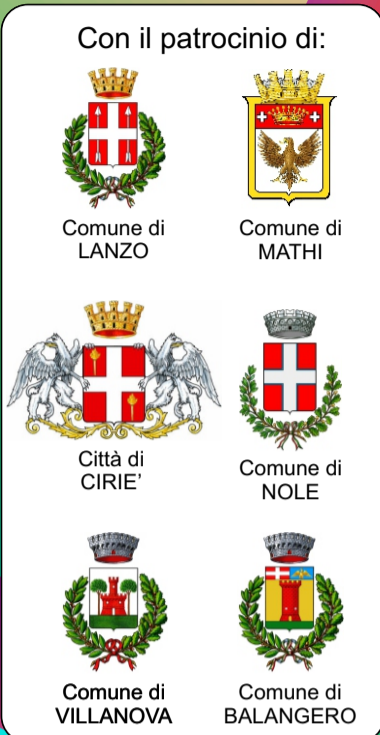 Con il patrocinio di:
Comune di
LANZO
Comune di
MATHI
Città di
CIRIE’
Comune di
NOLE
Comune di
VILLANOVA
Comune di
BALANGERO